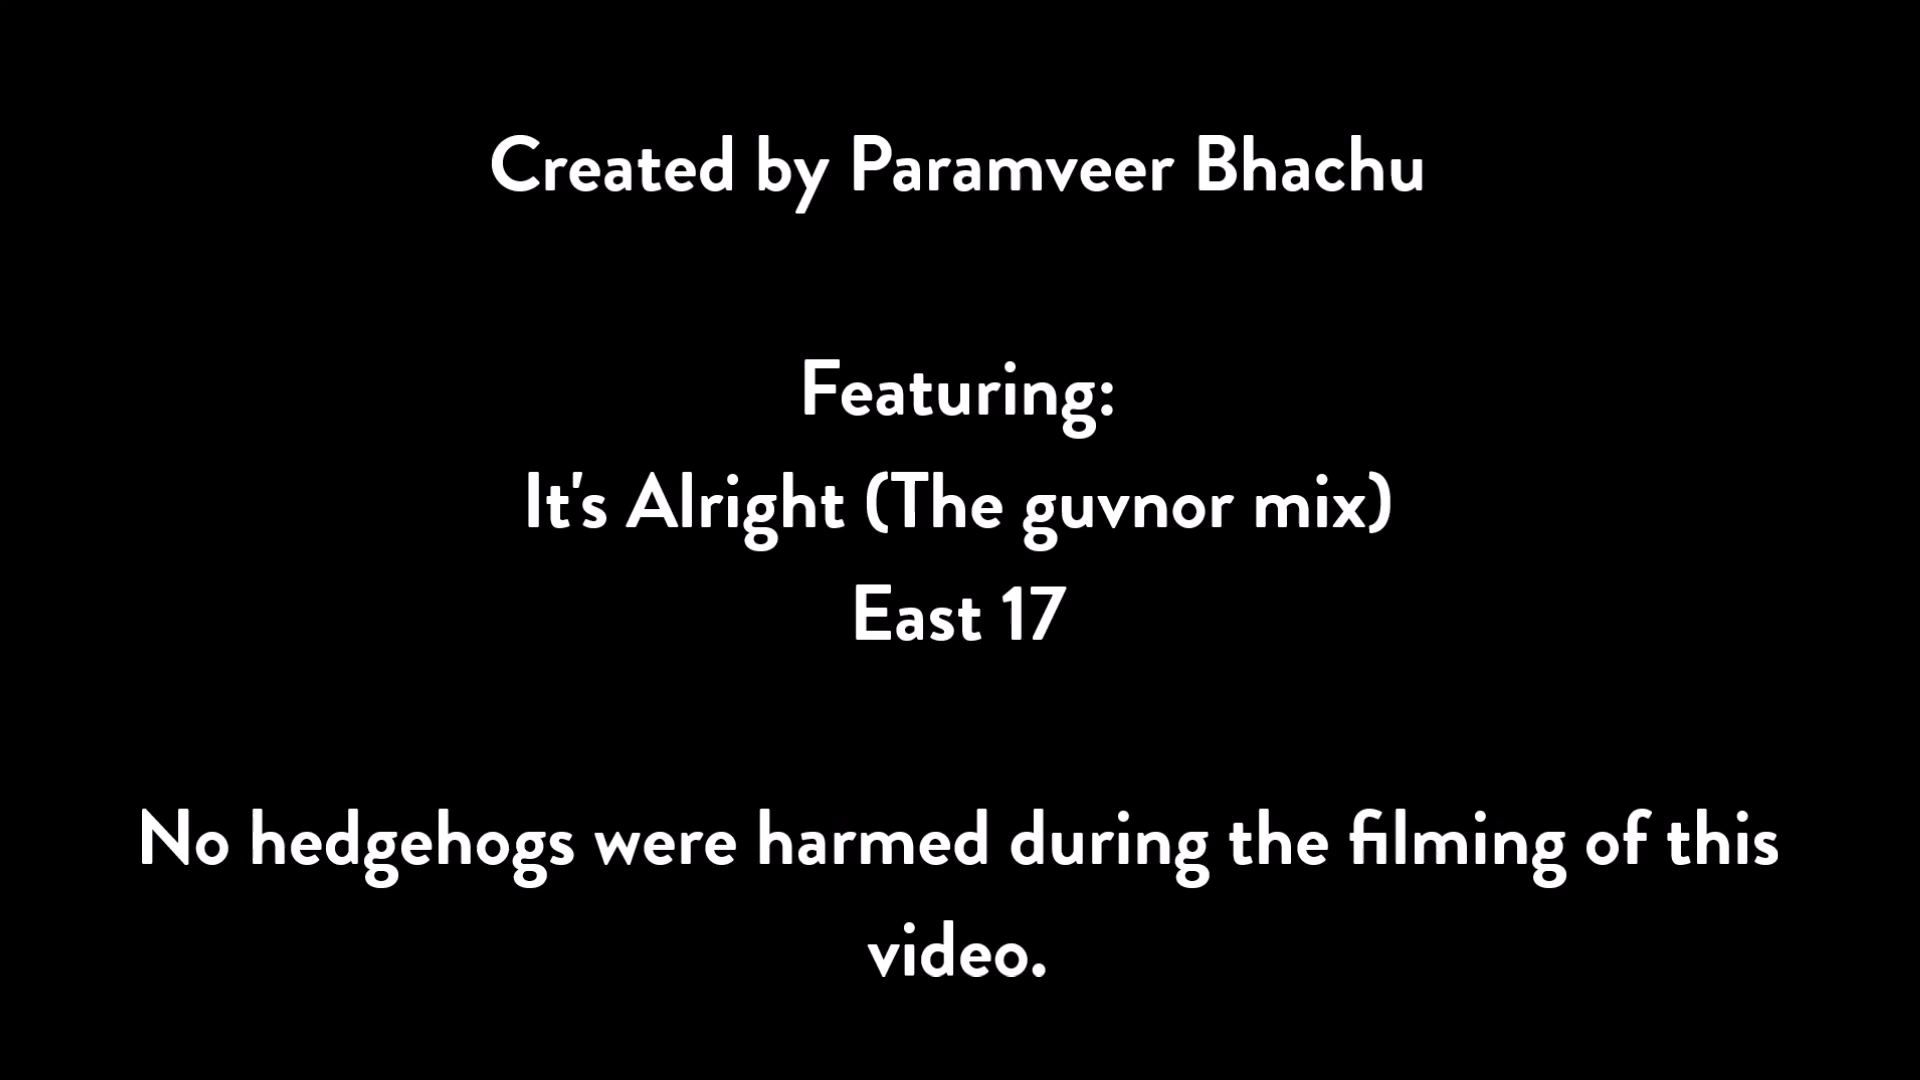 Created by Paramveer Bhachu
Featuring:
It's Alright (The guvnor mix)
East 17
No hedgehogs were harmed during the filming of this
video.